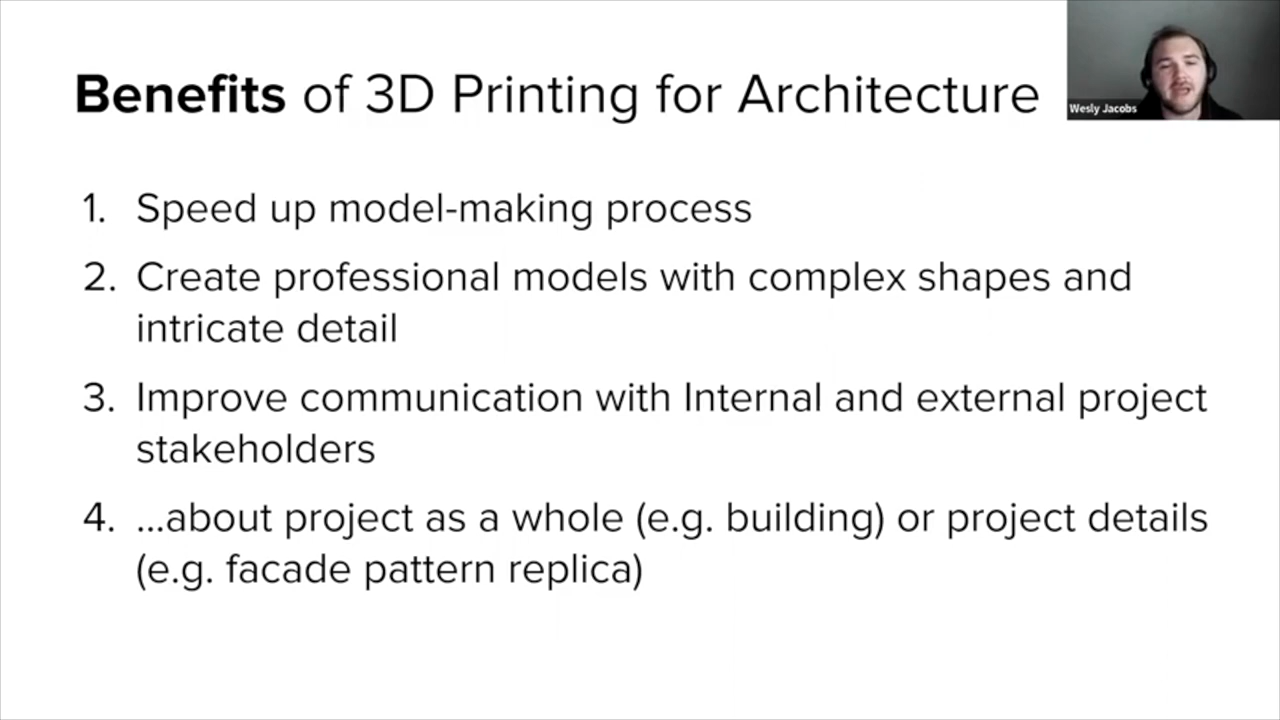 Benefits of 3D Printing for Architecture
Wesly Jacobs
1. Speed up model-making process
2. Create professional models with complex shapes and
intricate detail
3. Improve communication with Internal and external project
stakeholders
4. ...about project as a whole (e.g. building) or project details
(e.g. facade pattern replica)